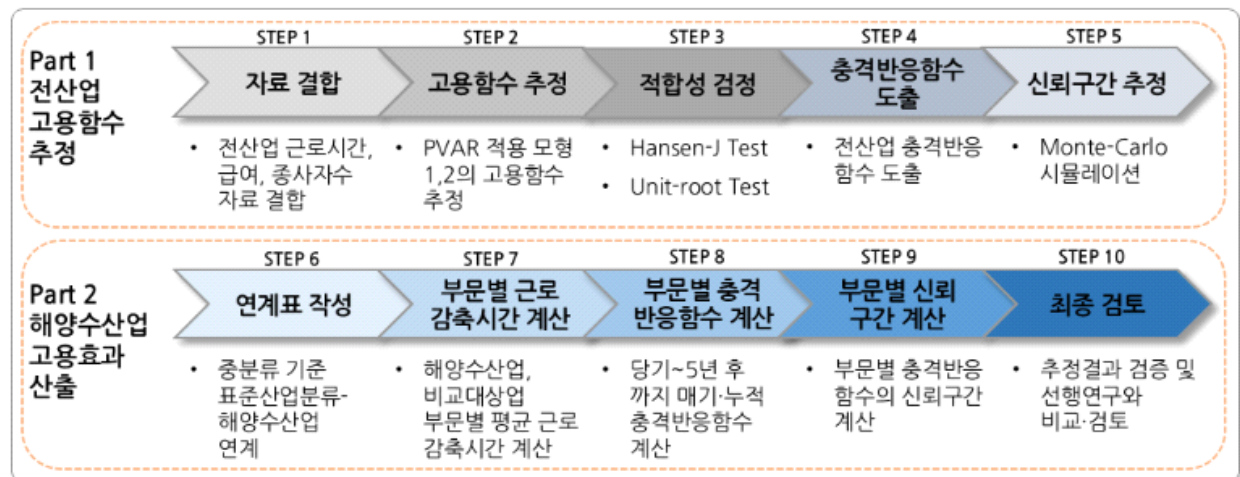 Part 1
전산업
고용함수
추정
STEP 1
자료 결합
• 전산업 근로시간,
급여, 종사자수
자료 결합
STEP 2
고용함수 추정
• PVAR 적용 모형
1,2의 고용함수
추정
STEP 3
적합성 검정
• Hansen-J Test
• Unit-root Test
STEP 4
충격반응함수
도출
• 전산업 충격반응
함수 도출
STEP 5
신뢰구간 추정
• Monte-Carlo
시뮬레이션
Part 2
해양수산업
고용효과
산출
STEP 6
연계표 작성
• 중분류 기준
표준산업분류-
해양수산업
연계
STEP 7
부문별 근로
감축시간 계산
• 해양수산업,
비교대상업
부문별 평균 근로
감축시간 계산
STEP 8
부문별 충격
반응함수 계산
• 당기~5년 후
까지 매기·누적
충격반응함수
계산
STEP 9
부문별 신뢰
구간 계산
• 부문별 충격반응
함수의 신뢰구간
계산
STEP 10
최종 검토
• 추정결과 검증 및
선행연구와
비교·검토